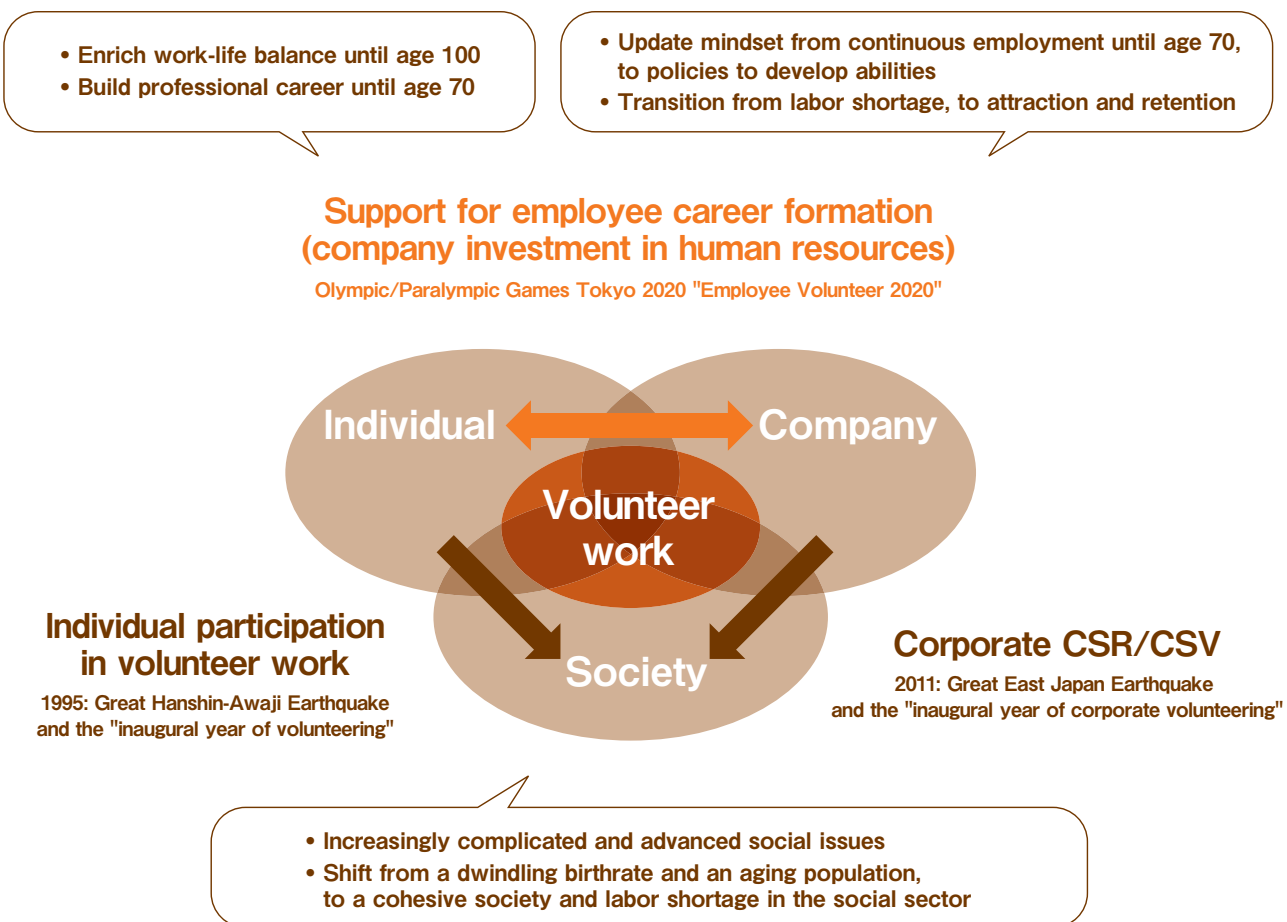 • Enrich work-life balance until age 100
• Build professional career until age 70
• Update mindset from continuous employment until age 70,
to policies to develop abilities
• Transition from labor shortage, to attraction and retention
Support for employee career formation
(company investment in human resources)
Olympic/Paralympic Games Tokyo 2020 "Employee Volunteer 2020"
Individual
Company
Volunteer
work
Society
Individual participation
in volunteer work
1995: Great Hanshin-Awaji Earthquake
and the "inaugural year of volunteering"
Corporate CSR/CSV
2011: Great East Japan Earthquake
and the "inaugural year of corporate volunteering"
• Increasingly complicated and advanced social issues
• Shift from a dwindling birthrate and an aging population,
to a cohesive society and labor shortage in the social sector